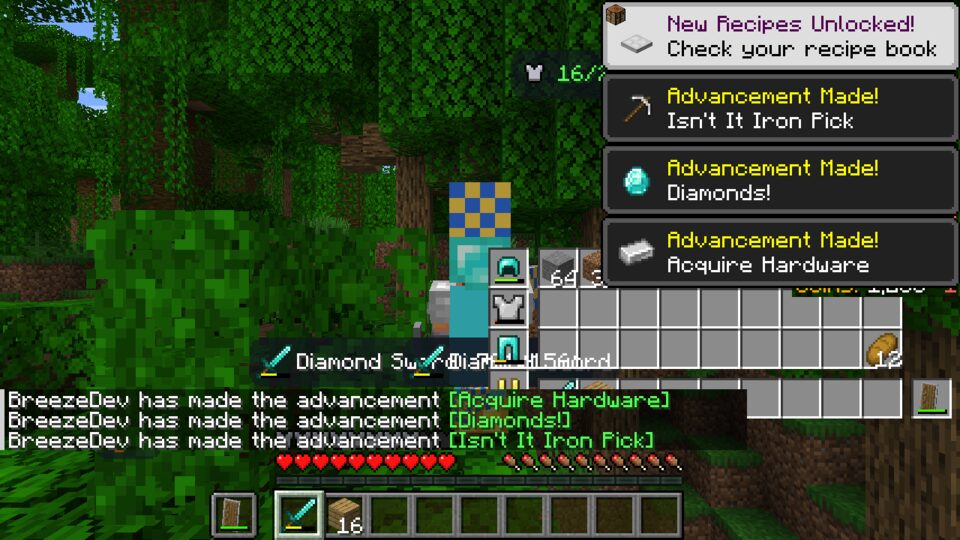 New Recipes Unlocked!
Check your recipe book
16/
Advancement Made!
Isn't It Iron Pick
Advancement Made!
Diamonds!
Advancement Made!
Acquire Hardware
64
12
Diamond Sword
BreezeDev has made the advancement [Acquire Hardware]
BreezeDev has made the advancement [Diamonds!]
BreezeDev has made the advancement [Isn't It Iron Pick]
16